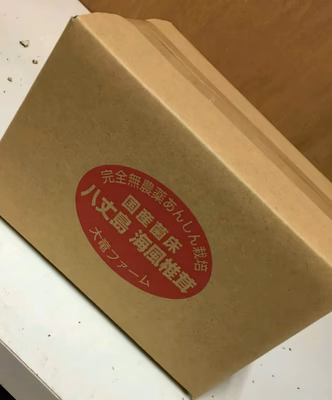 完全無農薬あんしん栽培
国産菌床
八丈島 海風椎茸
大竜ファーム